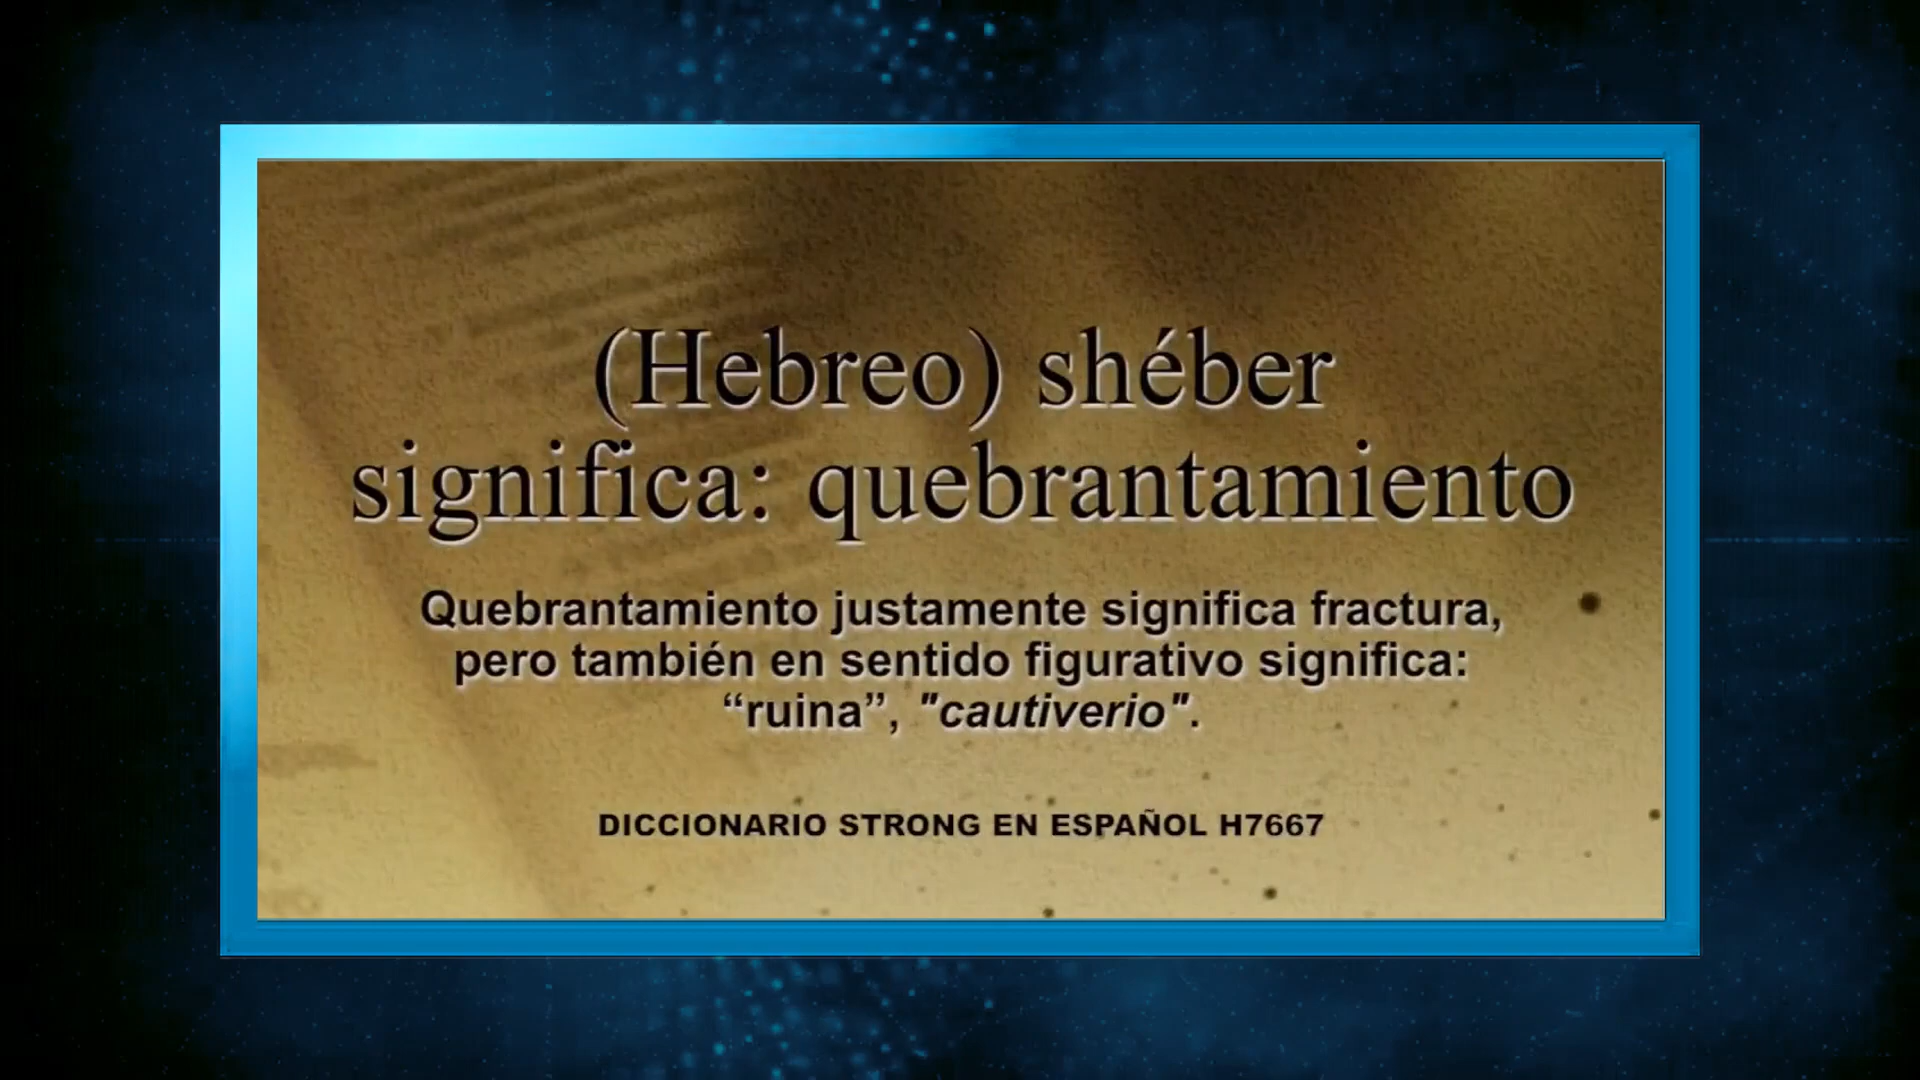 (Hebreo) shéber
significa: quebrantamiento
Quebrantamiento justamente significa fractura,
pero también en sentido figurativo significa:
“ruina”, "cautiverio".
DICCIONARIO STRONG EN ESPAÑOL H7667